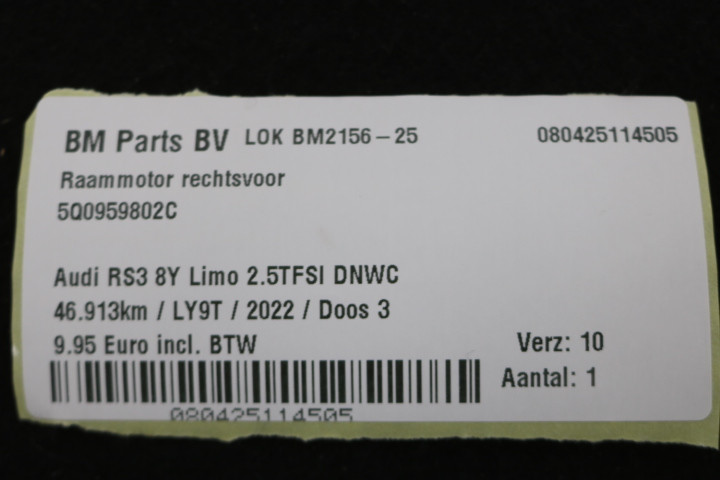 BM Parts BV LOK BM2156-25 080425114505
Raammotor rechtsvoor
5Q0959802C
Audi RS3 8Y Limo 2.5TFSI DNWC
46.913km / LY9T / 2022 / Doos 3
9.95 Euro incl. BTW Verz: 10
Aantal: 1
080425114505